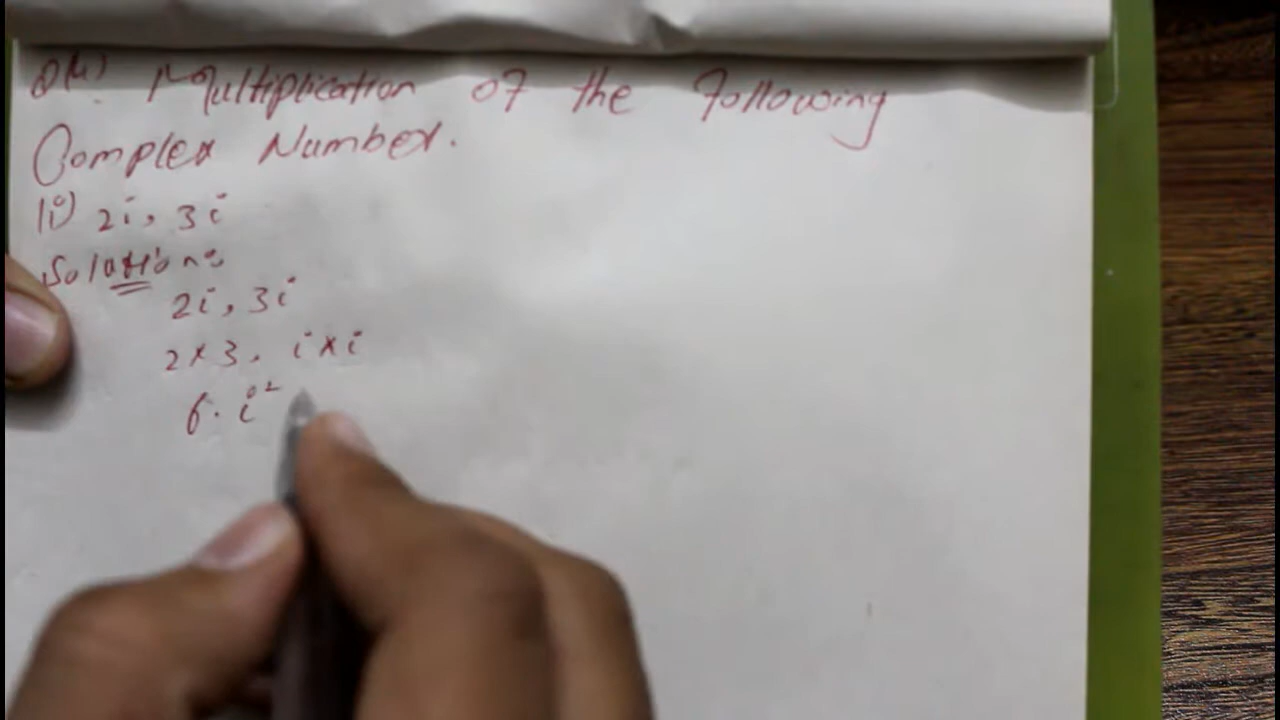 Multiplication of the Following
Complex Number.
(i) 2i, 3i
Solution:
2i, 3i
2 × 3, i × i
6. i²